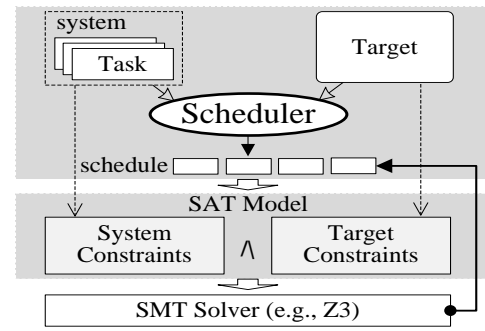 system
Task
Target
Scheduler
schedule
SAT Model
System
Constraints
∧
Target
Constraints
SMT Solver (e.g., Z3)